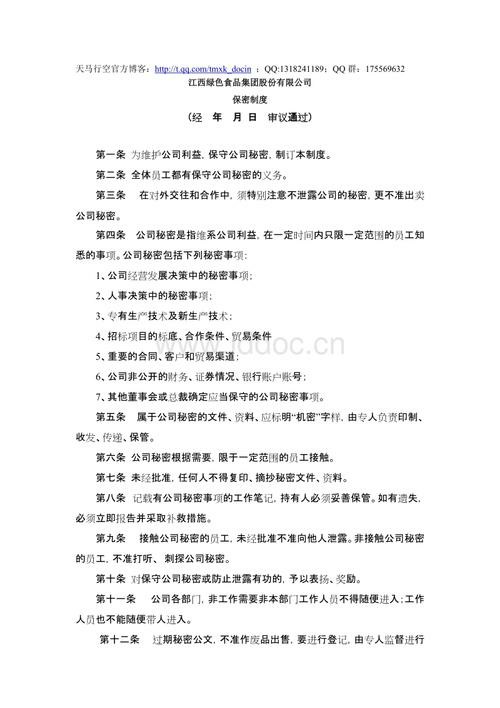 天马行空官方博客：http://t.qq.com/tmxk_docin ；QQ:1318241189；QQ 群：175569632
江西绿色食品集团股份有限公司
保密制度
（经 年 月 日 审议通过）
第一条 为维护公司利益，保守公司秘密，制订本制度。
第二条 全体员工都有保守公司秘密的义务。
第三条 在对外交往和合作中，须特别注意不泄露公司的秘密，更不准出卖
公司秘密。
第四条 公司秘密是指维系公司利益，在一定时间内只限一定范围的员工知
悉的事项。公司秘密包括下列秘密事项：
1、公司经营发展决策中的秘密事项；
2、人事决策中的秘密事项；
3、专有生产技术及新生产技术；
4、招标项目的标底、合作条件、贸易条件
5、重要的合同、客户和贸易渠道；
6、公司非公开的财务、证券情况、银行账户账号；
7、其他董事会或总裁确定应当保守的公司秘密事项。
第五条 属于公司秘密的文件、资料、应标明“机密”字样，由专人负责印制、
收发、传递、保管。
第六条 公司秘密根据需要，限于一定范围的员工接触。
第七条 未经批准，任何人不得复印、摘抄秘密文件、资料。
第八条 记载有公司秘密事项的工作笔记，持有人必须妥善保管。如有遗失，
必须立即报告并采取补救措施。
第九条 接触公司秘密的员工，未经批准不准向他人泄露。非接触公司秘密
的员工，不准打听、 刺探公司秘密。
第十条 对保守公司秘密或防止泄露有功的，予以表扬、奖励。
第十一条 公司各部门，非工作需要非本部门工作人员不得随便进入；工作
人员也不能随便带人进入。
第十二条 过期秘密公文，不准作废品出售，要进行登记，由专人监督进行